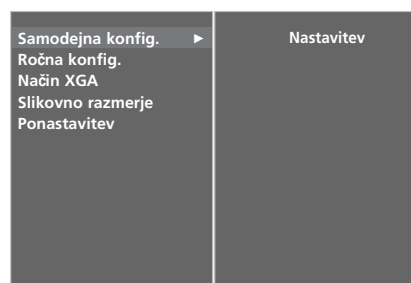 Samodejna konfig. ►
Nastavitev
Ročna konfig.
Način XGA
Slikovno razmerje
Ponastavitev